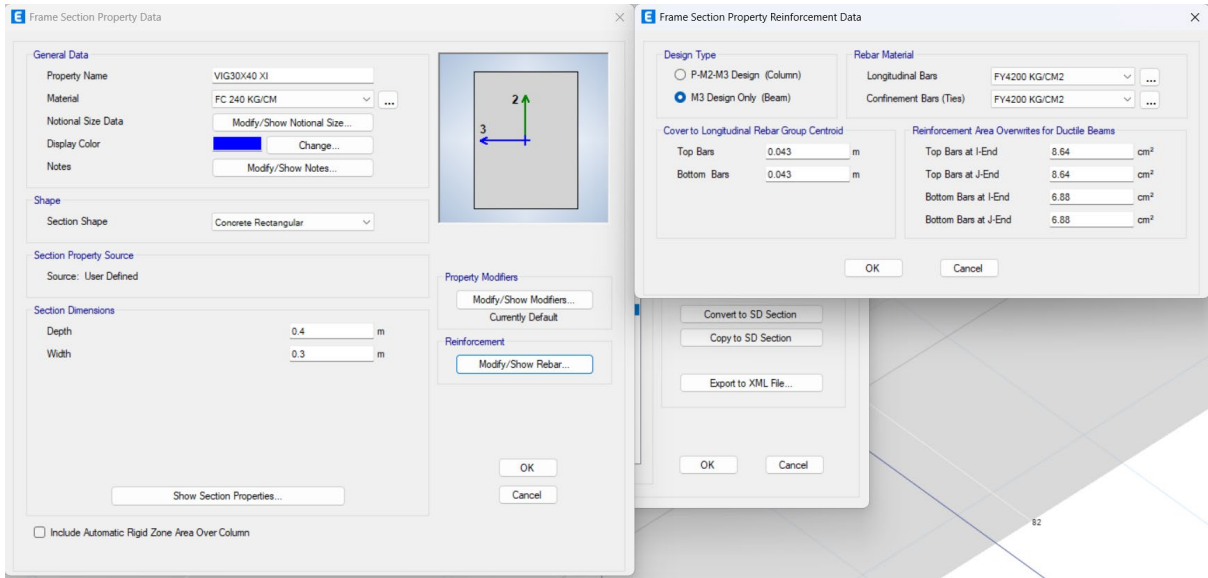 Frame Section Property Data
General Data
Property Name VIG30X40 XI
Material FC 240 KG/CM ...
Notional Size Data Modify/Show Notional Size...
Display Color Change...
Notes Modify/Show Notes...
Shape
Section Shape Concrete Rectangular
Section Property Source
Source: User Defined
Section Dimensions
Depth 0.4 m
Width 0.3 m
Show Section Properties...
Include Automatic Rigid Zone Area Over Column
2
3
Property Modifiers
Modify/Show Modifiers...
Currently Default
Reinforcement
Modify/Show Rebar...
OK
Cancel
Frame Section Property Reinforcement Data
Design Type
P-M2-M3 Design (Column)
M3 Design Only (Beam)
Rebar Material
Longitudinal Bars FY4200 KG/CM2 ...
Confinement Bars (Ties) FY4200 KG/CM2 ...
Cover to Longitudinal Rebar Group Centroid
Top Bars 0.043 m
Bottom Bars 0.043 m
Reinforcement Area Overwrites for Ductile Beams
Top Bars at I-End 8.64 cm²
Top Bars at J-End 8.64 cm²
Bottom Bars at I-End 6.88 cm²
Bottom Bars at J-End 6.88 cm²
OK Cancel
Convert to SD Section
Copy to SD Section
Export to XML File...
OK Cancel
82